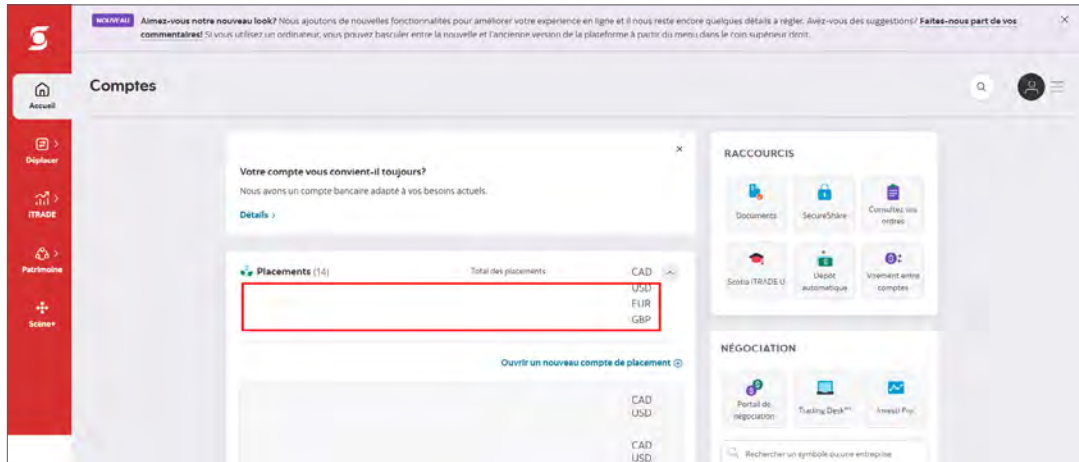 NOUVEAU Aimez-vous notre nouveau look? Nous ajoutons de nouvelles fonctionnalités pour améliorer votre expérience en ligne et il nous reste encore quelques détails à régler. Avez-vous des suggestions? Faites-nous part de vos
commentaires! Si vous utilisez un ordinateur, vous pouvez basculer entre la nouvelle et l'ancienne version de la plateforme à partir du menu dans le coin supérieur droit.
Comptes
Accueil
Déplacer
iTRADE
Patrimoine
Scène+
Votre compte vous convient-il toujours?
Nous avons un compte bancaire adapté à vos besoins actuels.
Détails >
Placements (14) Total des placements CAD
USD
EUR
GBP
Ouvrir un nouveau compte de placement
CAD
USD
CAD
USD
RACCOURCIS
Documents
SecureShare
Consultez vos
ordres
Scotia iTRADE U
Dépôt
automatique
Virement entre
comptes
NÉGOCIATION
Portail de
négociation
Trading Desk
Investi Pro
Rechercher un symbole ou une entreprise